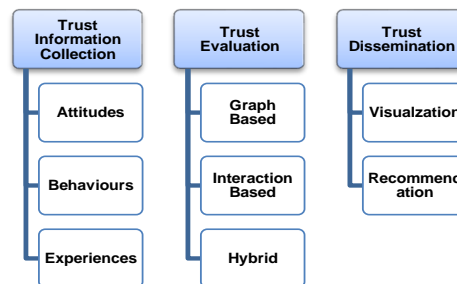 Trust
Information
Collection
Attitudes
Behaviours
Experiences
Trust
Evaluation
Graph
Based
Interaction
Based
Hybrid
Trust
Dissemination
Visualzation
Recommend
ation